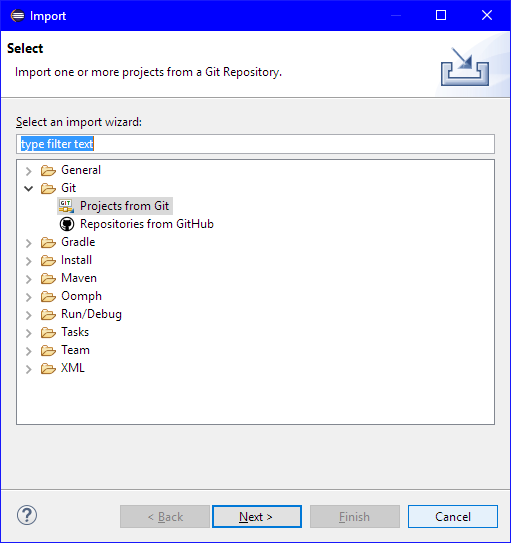 Import
Select
Import one or more projects from a Git Repository.
Select an import wizard:
type filter text
General
Git
GIT Projects from Git
Repositories from GitHub
Gradle
Install
Maven
Oomph
Run/Debug
Tasks
Team
XML
? < Back Next > Finish Cancel